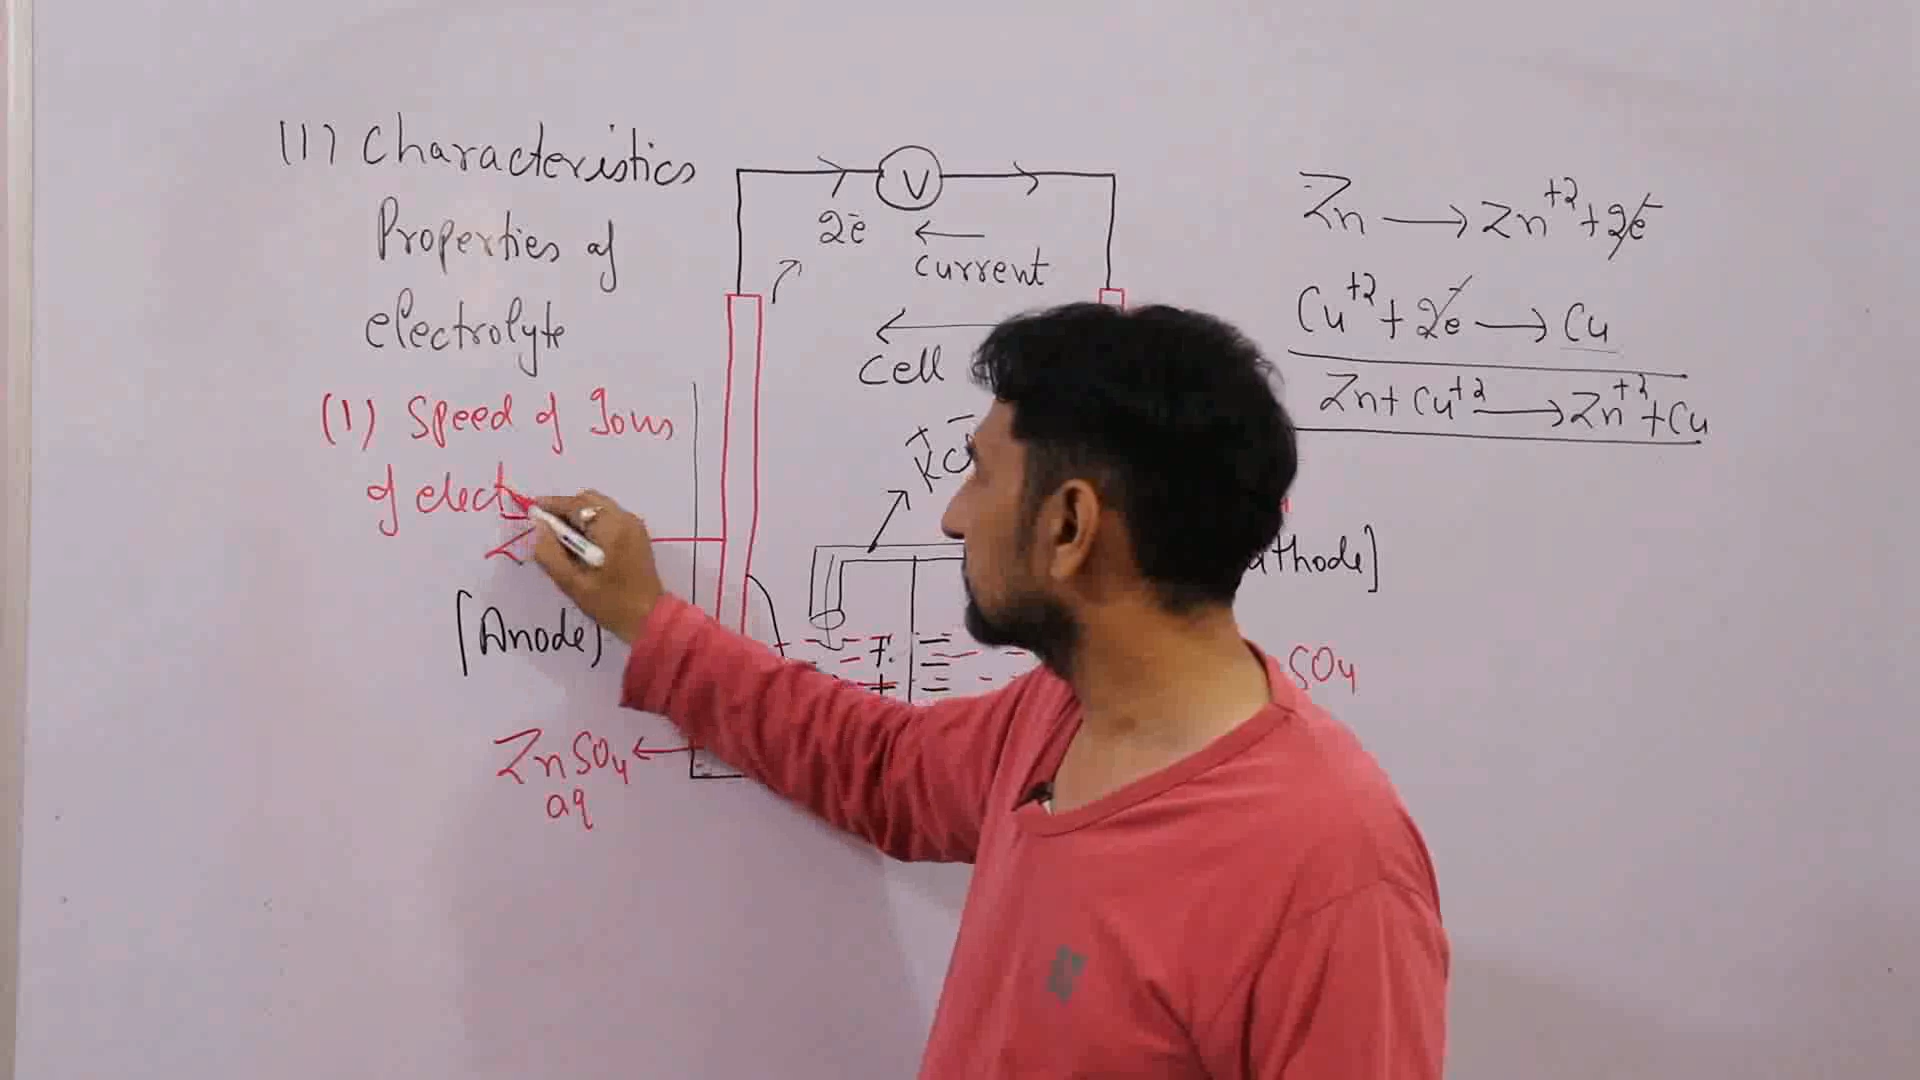 (1) Characteristics
Properties of
electrolyte
(1) Speed of Ions
of elect
[Anode]
ZnSO4
aq
V
2e-
current
Cell
K+Cl-
Zn → Zn+2 + 2e-
Cu+2 + 2e- → Cu
Zn + Cu+2 → Zn+2 + Cu
athode]
SO4